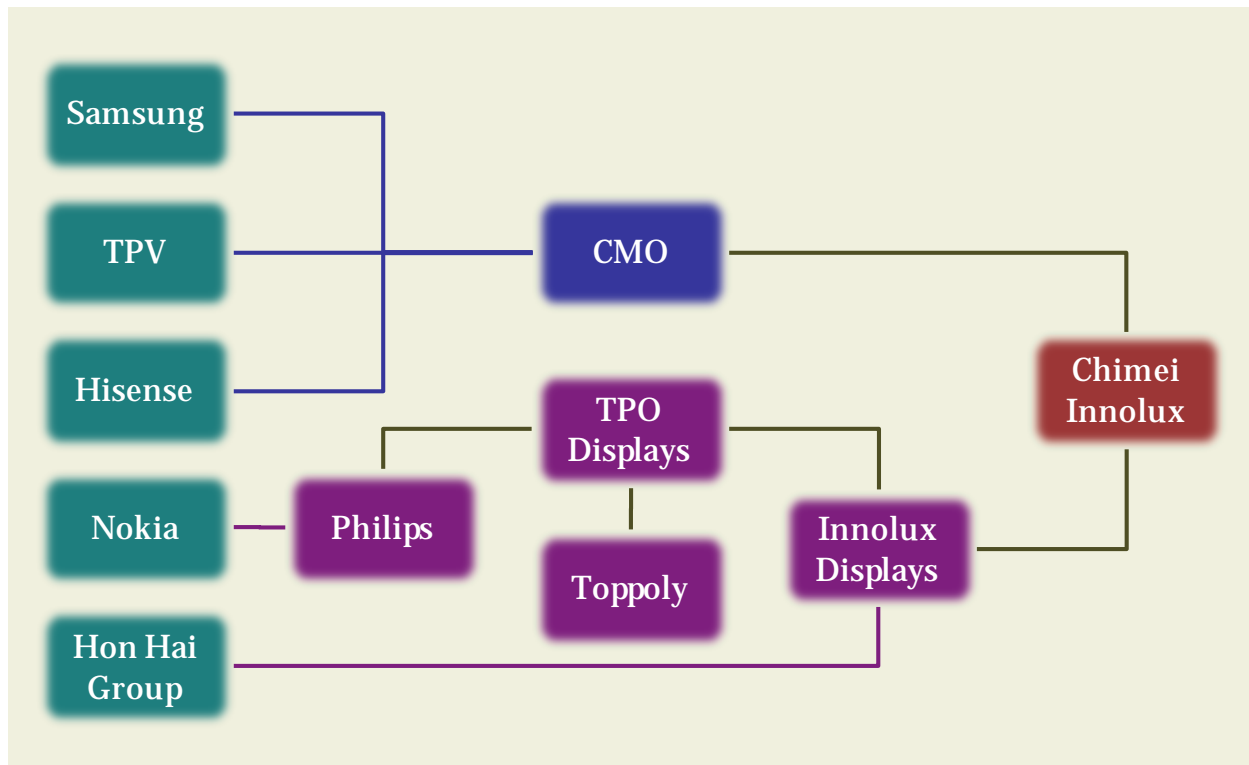 Samsung
TPV
CMO
Hisense
Chimei
Innolux
TPO
Displays
Nokia
Philips
Innolux
Displays
Toppoly
Hon Hai
Group